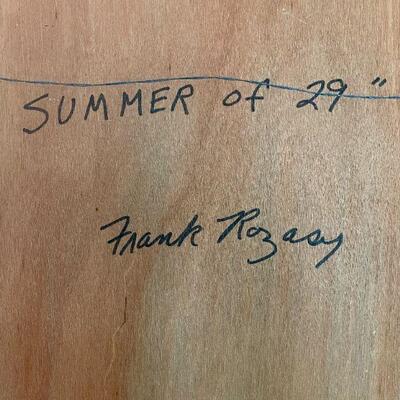 SUMMER of 29"
Frank Rozasy